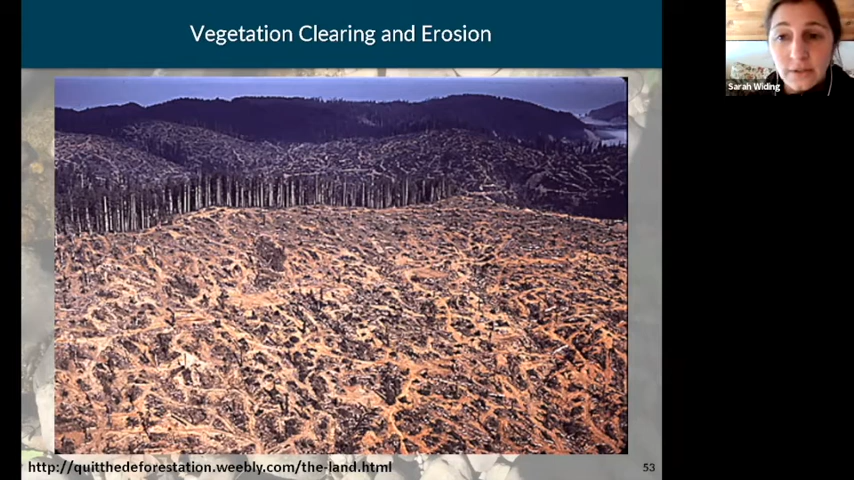 Vegetation Clearing and Erosion
Sarah Widing
http://quitthedeforestation.weebly.com/the-land.html
53